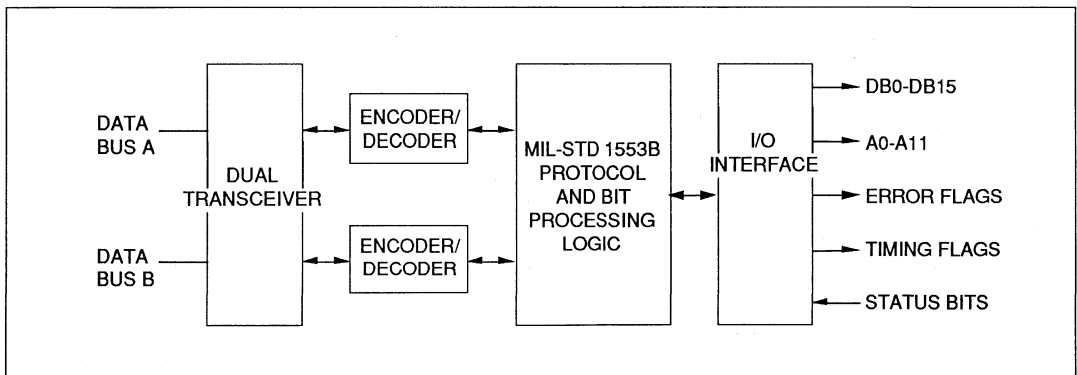 DATA
BUS A
DATA
BUS B
DUAL
TRANSCEIVER
ENCODER/
DECODER
ENCODER/
DECODER
MIL-STD 1553B
PROTOCOL
AND BIT
PROCESSING
LOGIC
I/O
INTERFACE
DB0-DB15
A0-A11
ERROR FLAGS
TIMING FLAGS
STATUS BITS